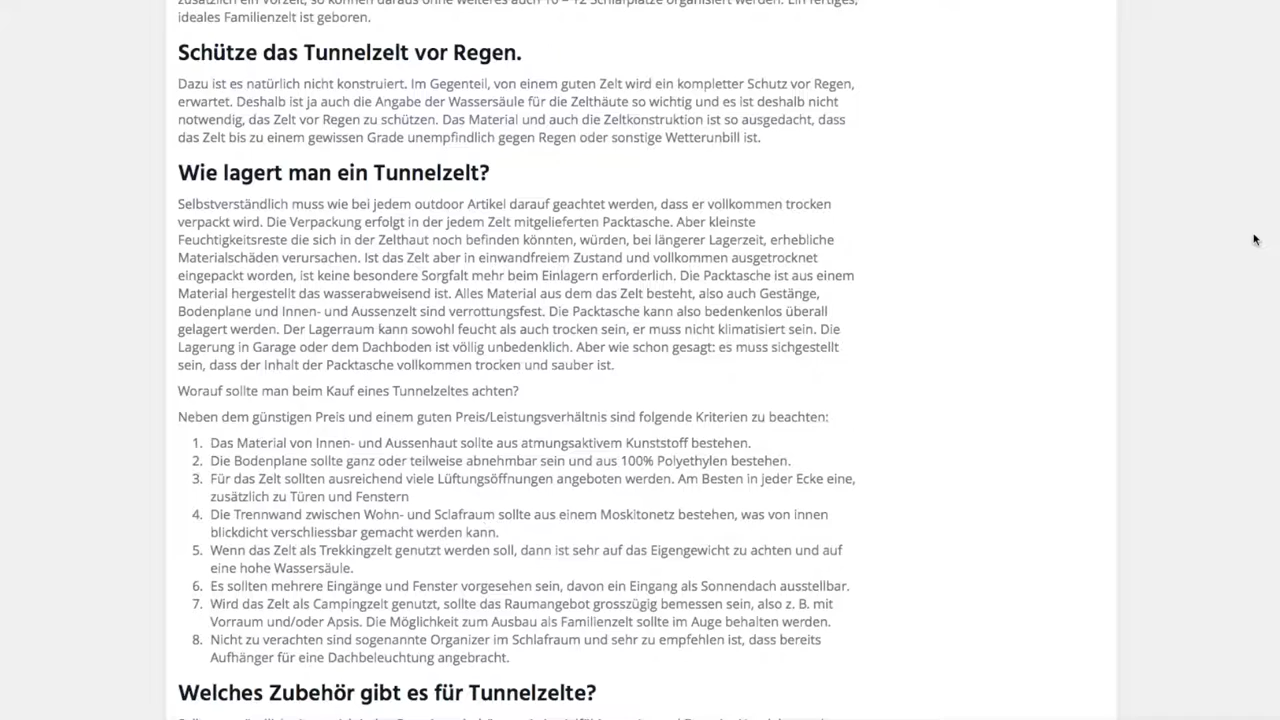 zusätzlich ein Vorzelt, so können daraus ohne weiteres auch 10 – 12 Schlafplätze organisiert werden. Ein fertiges,
ideales Familienzelt ist geboren.
Schütze das Tunnelzelt vor Regen.
Dazu ist es natürlich nicht konstruiert. Im Gegenteil, von einem guten Zelt wird ein kompletter Schutz vor Regen,
erwartet. Deshalb ist ja auch die Angabe der Wassersäule für die Zelthäute so wichtig und es ist deshalb nicht
notwendig, das Zelt vor Regen zu schützen. Das Material und auch die Zeltkonstruktion ist so ausgedacht, dass
das Zelt bis zu einem gewissen Grade unempfindlich gegen Regen oder sonstige Wetterunbill ist.
Wie lagert man ein Tunnelzelt?
Selbstverständlich muss wie bei jedem outdoor Artikel darauf geachtet werden, dass er vollkommen trocken
verpackt wird. Die Verpackung erfolgt in der jedem Zelt mitgelieferten Packtasche. Aber kleinste
Feuchtigkeitsreste die sich in der Zelthaut noch befinden könnten, würden, bei längerer Lagerzeit, erhebliche
Materialschäden verursachen. Ist das Zelt aber in einwandfreiem Zustand und vollkommen ausgetrocknet
eingepackt worden, ist keine besondere Sorgfalt mehr beim Einlagern erforderlich. Die Packtasche ist aus einem
Material hergestellt das wasserabweisend ist. Alles Material aus dem das Zelt besteht, also auch Gestänge,
Bodenplane und Innen- und Aussenzelt sind verrottungsfest. Die Packtasche kann also bedenkenlos überall
gelagert werden. Der Lagerraum kann sowohl feucht als auch trocken sein, er muss nicht klimatisiert sein. Die
Lagerung in Garage oder dem Dachboden ist völlig unbedenklich. Aber wie schon gesagt: es muss sichgestellt
sein, dass der Inhalt der Packtasche vollkommen trocken und sauber ist.
Worauf sollte man beim Kauf eines Tunnelzeltes achten?
Neben dem günstigen Preis und einem guten Preis/Leistungsverhältnis sind folgende Kriterien zu beachten:
1. Das Material von Innen- und Aussenhaut sollte aus atmungsaktivem Kunststoff bestehen.
2. Die Bodenplane sollte ganz oder teilweise abnehmbar sein und aus 100% Polyethylen bestehen.
3. Für das Zelt sollten ausreichend viele Lüftungsöffnungen angeboten werden. Am Besten in jeder Ecke eine,
zusätzlich zu Türen und Fenstern
4. Die Trennwand zwischen Wohn- und Sclafraum sollte aus einem Moskitonetz bestehen, was von innen
blickdicht verschliessbar gemacht werden kann.
5. Wenn das Zelt als Trekkingzelt genutzt werden soll, dann ist sehr auf das Eigengewicht zu achten und auf
eine hohe Wassersäule.
6. Es sollten mehrere Eingänge und Fenster vorgesehen sein, davon ein Eingang als Sonnendach ausstellbar.
7. Wird das Zelt als Campingzelt genutzt, sollte das Raumangebot grosszügig bemessen sein, also z. B. mit
Vorraum und/oder Apsis. Die Möglichkeit zum Ausbau als Familienzelt sollte im Auge behalten werden.
8. Nicht zu verachten sind sogenannte Organizer im Schlafraum und sehr zu empfehlen ist, dass bereits
Aufhänger für eine Dachbeleuchtung angebracht.
Welches Zubehör gibt es für Tunnelzelte?